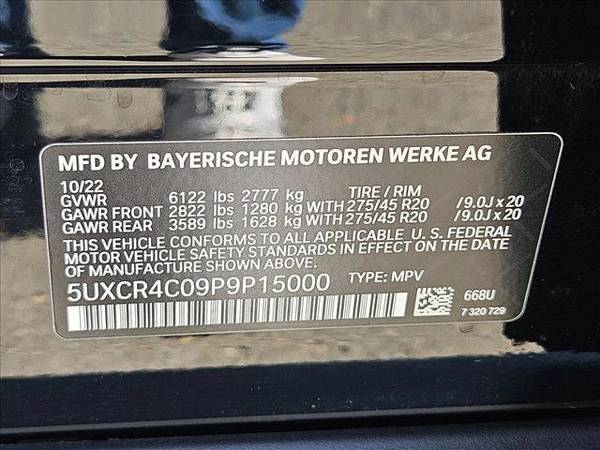 MFD BY BAYERISCHE MOTOREN WERKE AG
10/22
GVWR 6122 lbs 2777 kg TIRE / RIM
GAWR FRONT 2822 lbs 1280 kg WITH 275/45 R20 /9.0J x 20
GAWR REAR 3589 lbs 1628 kg WITH 275/45 R20 /9.0J x 20
THIS VEHICLE CONFORMS TO ALL APPLICABLE U. S. FEDERAL
MOTOR VEHICLE SAFETY STANDARDS IN EFFECT ON THE DATE
OF MANUFACTURE SHOWN ABOVE.
5UXCR4C09P9P15000 TYPE: MPV
668U
7 320 729